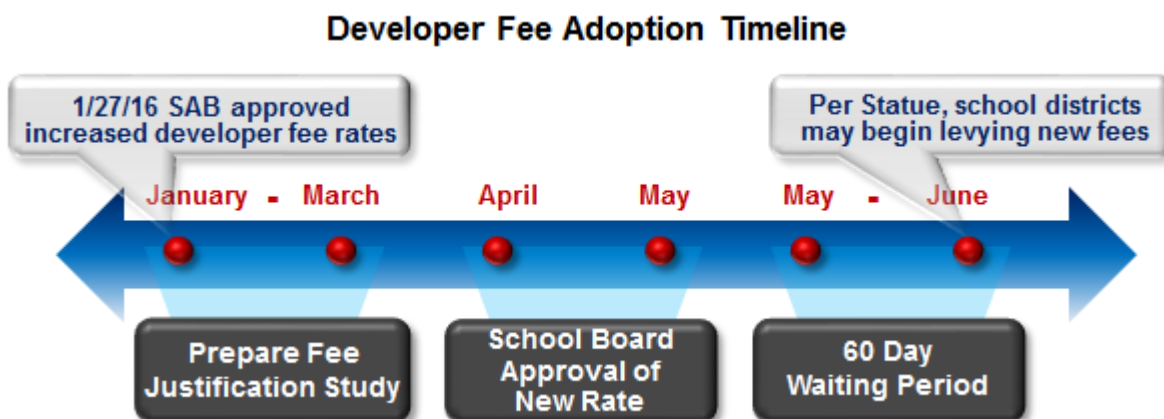 Developer Fee Adoption Timeline
1/27/16 SAB approved
increased developer fee rates
Per Statue, school districts
may begin levying new fees
January - March April May May - June
Prepare Fee
Justification Study
School Board
Approval of
New Rate
60 Day
Waiting Period